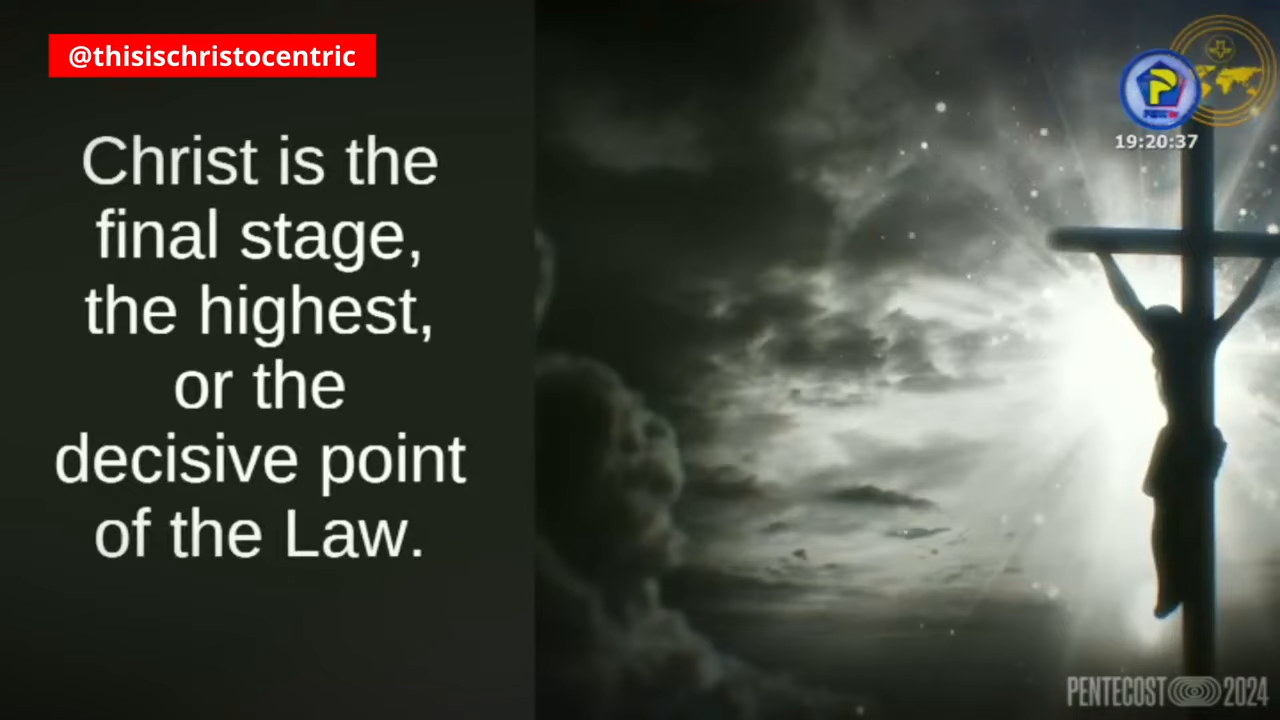 @thisischristocentric
Christ is the
final stage,
the highest,
or the
decisive point
of the Law.
19:20:37
PENTECOST 2024